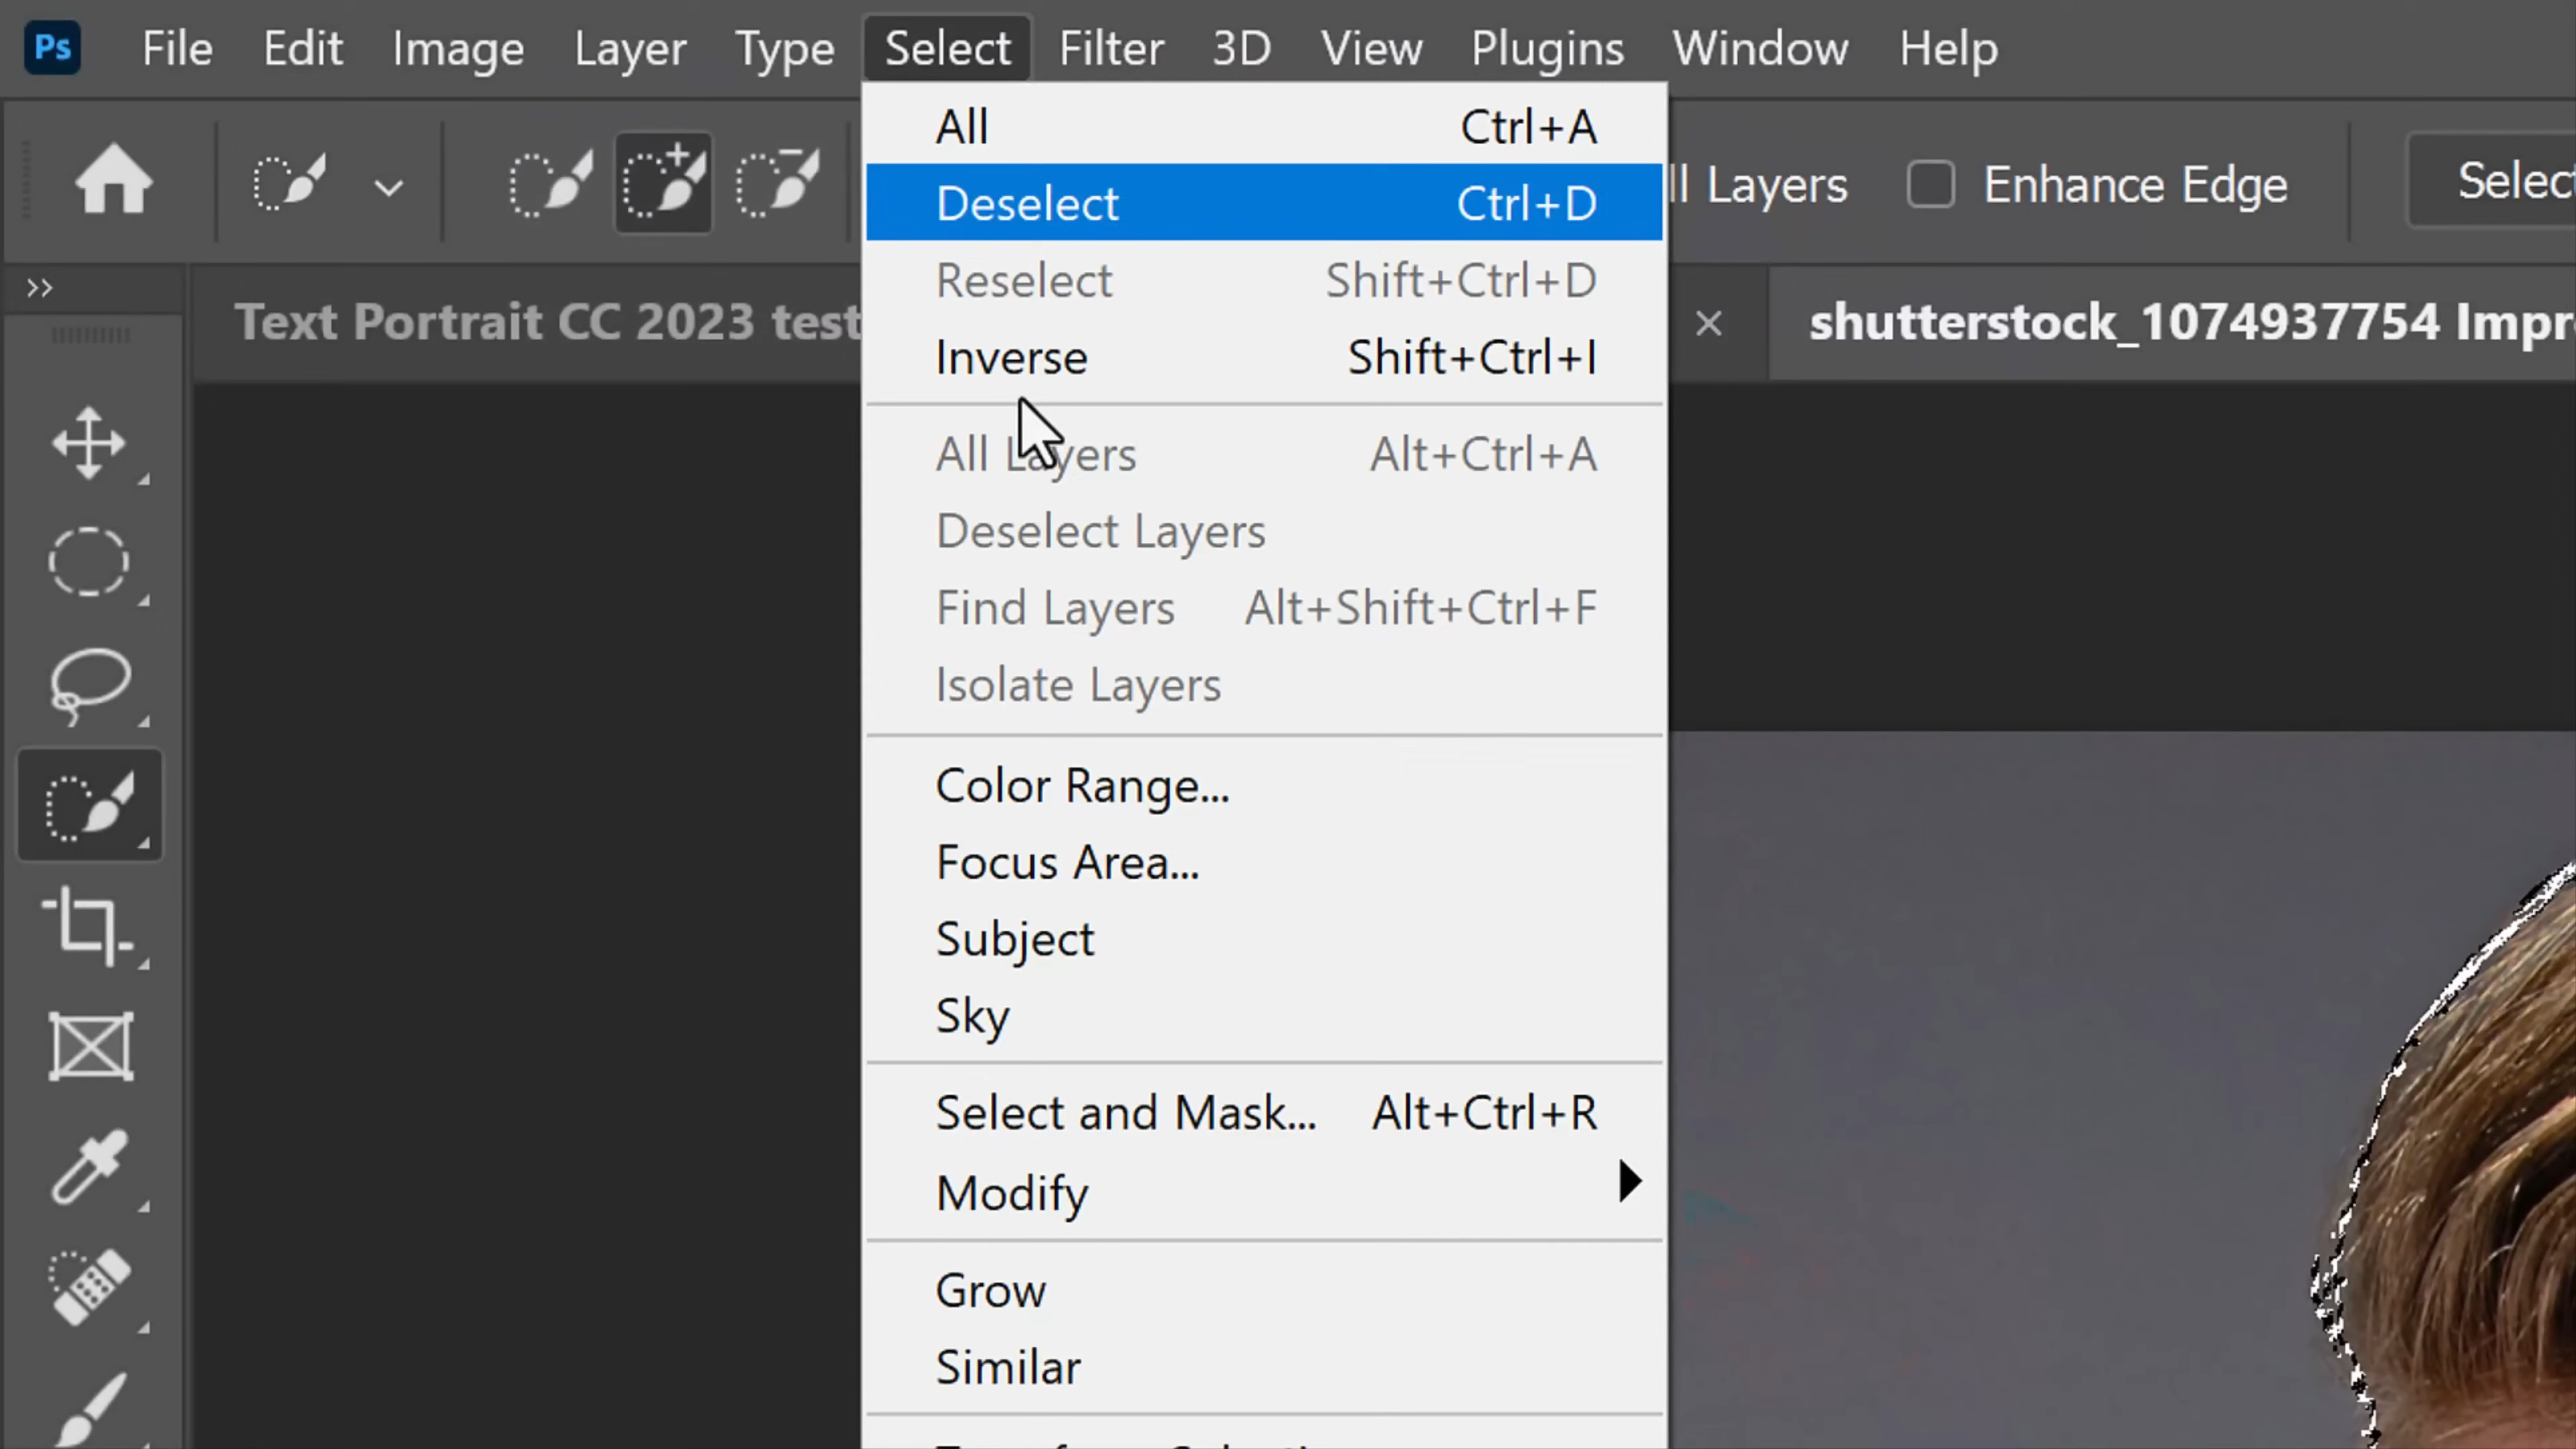 Ps File Edit Image Layer Type Select Filter 3D View Plugins Window Help
All Ctrl+A
Deselect Ctrl+D
ll Layers Enhance Edge Select
Reselect Shift+Ctrl+D
Text Portrait CC 2023 test × shutterstock_1074937754 Impr
Inverse Shift+Ctrl+I
All Layers Alt+Ctrl+A
Deselect Layers
Find Layers Alt+Shift+Ctrl+F
Isolate Layers
Color Range...
Focus Area...
Subject
Sky
Select and Mask... Alt+Ctrl+R
Modify
Grow
Similar